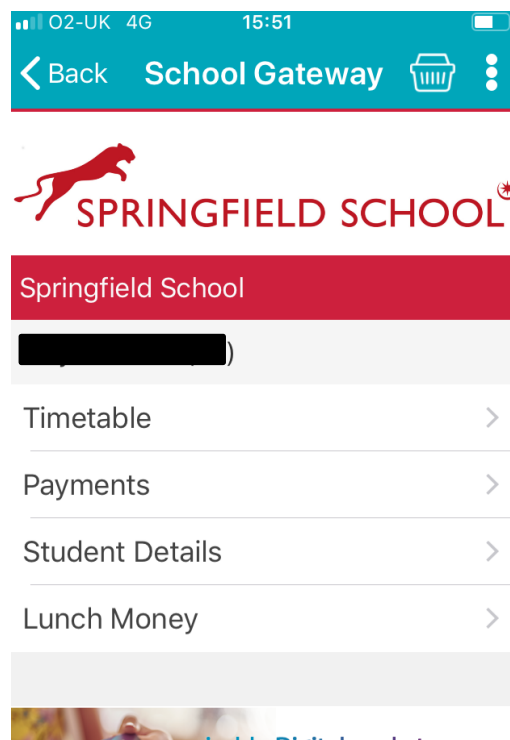 O2-UK 4G 15:51
Back School Gateway
SPRINGFIELD SCHOOL
Springfield School
)
Timetable
Payments
Student Details
Lunch Money